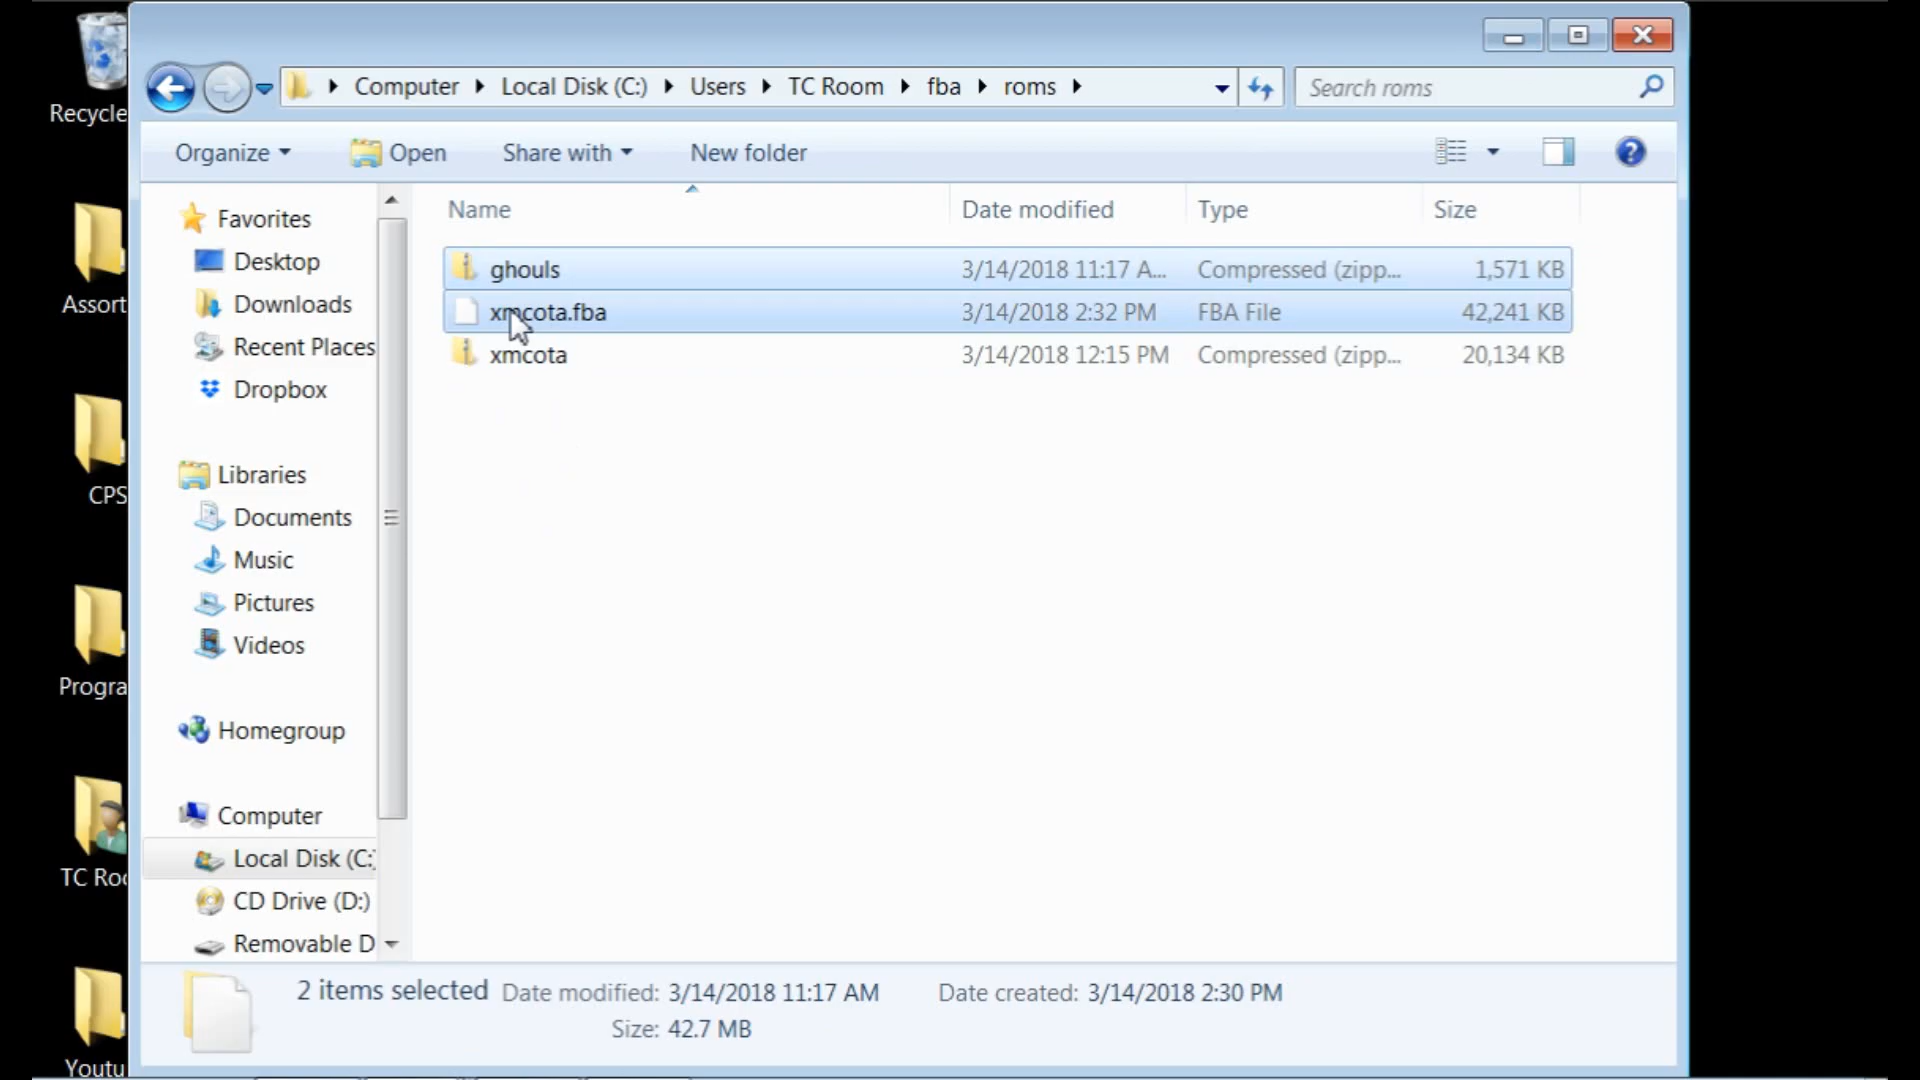 Computer Local Disk (C:) Users TC Room fba roms
Search roms
Organize Open Share with New folder
Name Date modified Type Size
ghouls 3/14/2018 11:17 A... Compressed (zipp... 1,571 KB
xmcota.fba 3/14/2018 2:32 PM FBA File 42,241 KB
xmcota 3/14/2018 12:15 PM Compressed (zipp... 20,134 KB
Favorites
Desktop
Downloads
Recent Places
Dropbox
Libraries
Documents
Music
Pictures
Videos
Homegroup
Computer
Local Disk (C:)
CD Drive (D:)
Removable D
2 items selected Date modified: 3/14/2018 11:17 AM Date created: 3/14/2018 2:30 PM
Size: 42.7 MB
Recycle
Assort
CPS
Progra
TC Roo
Youtu